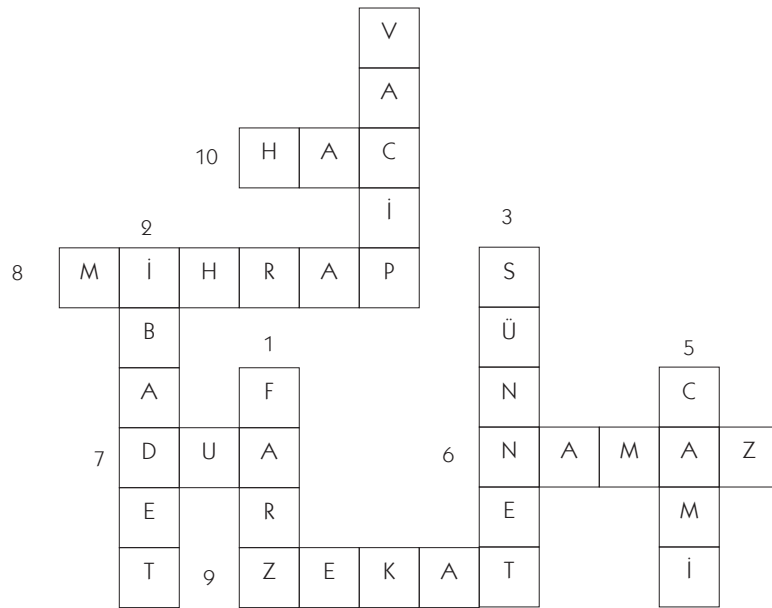 V
A
10 H A C
İ
2 3
8 M İ H R A P S
B Ü
1 5
A F N C
7 D U A 6 N A M A Z
E R E M
T 9 Z E K A T İ